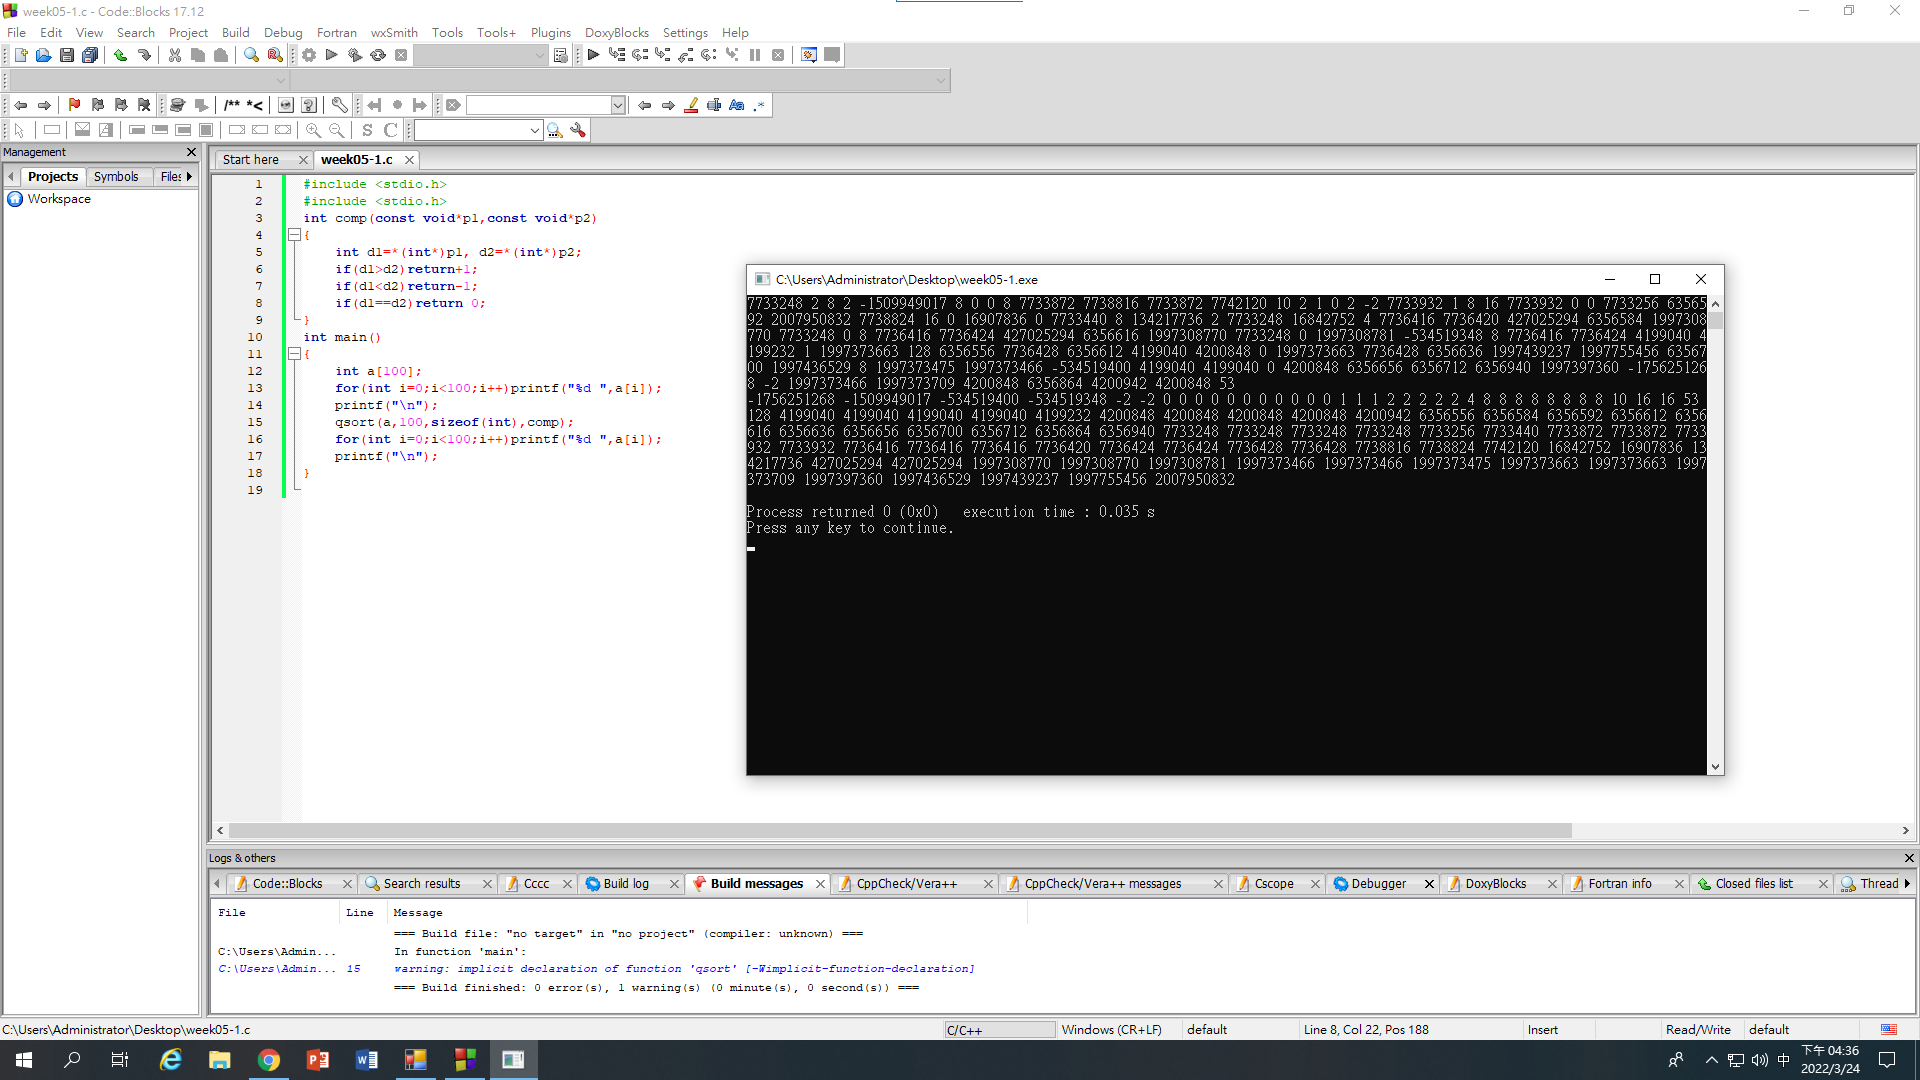 week05-1.c - Code::Blocks 17.12
File Edit View Search Project Build Debug Fortran wxSmith Tools Tools+ Plugins DoxyBlocks Settings Help
/** *<
S C
Management
Start here week05-1.c
Projects Symbols Files
Workspace
1 #include <stdio.h>
2 #include <stdio.h>
3 int comp(const void*p1,const void*p2)
4 {
5 int d1=*(int*)p1, d2=*(int*)p2;
6 if(d1>d2)return+1;
7 if(d1<d2)return-1;
8 if(d1==d2)return 0;
9 }
10 int main()
11 {
12 int a[100];
13 for(int i=0;i<100;i++)printf("%d ",a[i]);
14 printf("\n");
15 qsort(a,100,sizeof(int),comp);
16 for(int i=0;i<100;i++)printf("%d ",a[i]);
17 printf("\n");
18 }
19
C:\Users\Administrator\Desktop\week05-1.exe
7733248 2 8 2 -1509949017 8 0 0 8 7733872 7738816 7733872 7742120 10 2 1 0 2 -2 7733932 1 8 16 7733932 0 0 7733256 63565
92 2007950832 7738824 16 0 16907836 0 7733440 8 134217736 2 7733248 16842752 4 7736416 7736420 427025294 6356584 1997308
770 7733248 0 8 7736416 7736424 427025294 6356616 1997308770 7733248 0 1997308781 -534519348 8 7736416 7736424 4199040 4
199232 1 1997373663 128 6356556 7736428 6356612 4199040 4200848 0 1997373663 7736428 6356636 1997439237 1997755456 63567
00 1997436529 8 1997373475 1997373466 -534519400 4199040 4199040 0 4200848 6356656 6356712 6356940 1997397360 -175625126
8 -2 1997373466 1997373709 4200848 6356864 4200942 4200848 53
-1756251268 -1509949017 -534519400 -534519348 -2 -2 0 0 0 0 0 0 0 0 0 0 0 1 1 1 2 2 2 2 2 4 8 8 8 8 8 8 8 8 10 16 16 53
128 4199040 4199040 4199040 4199040 4199232 4200848 4200848 4200848 4200848 4200942 6356556 6356584 6356592 6356612 6356
616 6356636 6356656 6356700 6356712 6356864 6356940 7733248 7733248 7733248 7733248 7733256 7733440 7733872 7733872 7733
932 7733932 7736416 7736416 7736416 7736420 7736424 7736424 7736428 7736428 7738816 7738824 7742120 16842752 16907836 13
4217736 427025294 427025294 1997308770 1997308770 1997308781 1997373466 1997373466 1997373475 1997373663 1997373663 1997
373709 1997397360 1997436529 1997439237 1997755456 2007950832
Process returned 0 (0x0) execution time : 0.035 s
Press any key to continue.
Logs & others
Code::Blocks Search results Cccc Build log Build messages CppCheck/Vera++ CppCheck/Vera++ messages Cscope Debugger DoxyBlocks Fortran info Closed files list Thread
File Line Message
=== Build file: "no target" in "no project" (compiler: unknown) ===
C:\Users\Admin... In function 'main':
C:\Users\Admin... 15 warning: implicit declaration of function 'qsort' [-Wimplicit-function-declaration]
=== Build finished: 0 error(s), 1 warning(s) (0 minute(s), 0 second(s)) ===
C:\Users\Administrator\Desktop\week05-1.c C/C++ Windows (CR+LF) default Line 8, Col 22, Pos 188 Insert Read/Write default
中 下午 04:36
2022/3/24